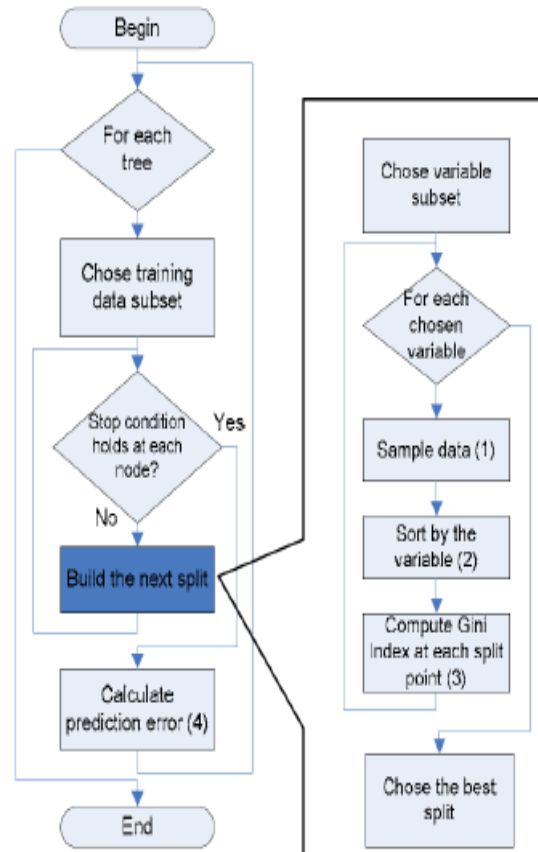 Begin
For each
tree
Chose training
data subset
Stop condition
holds at each
node?
Yes
No
Build the next split
Calculate
prediction error (4)
End
Chose variable
subset
For each
chosen
variable
Sample data (1)
Sort by the
variable (2)
Compute Gini
Index at each split
point (3)
Chose the best
split